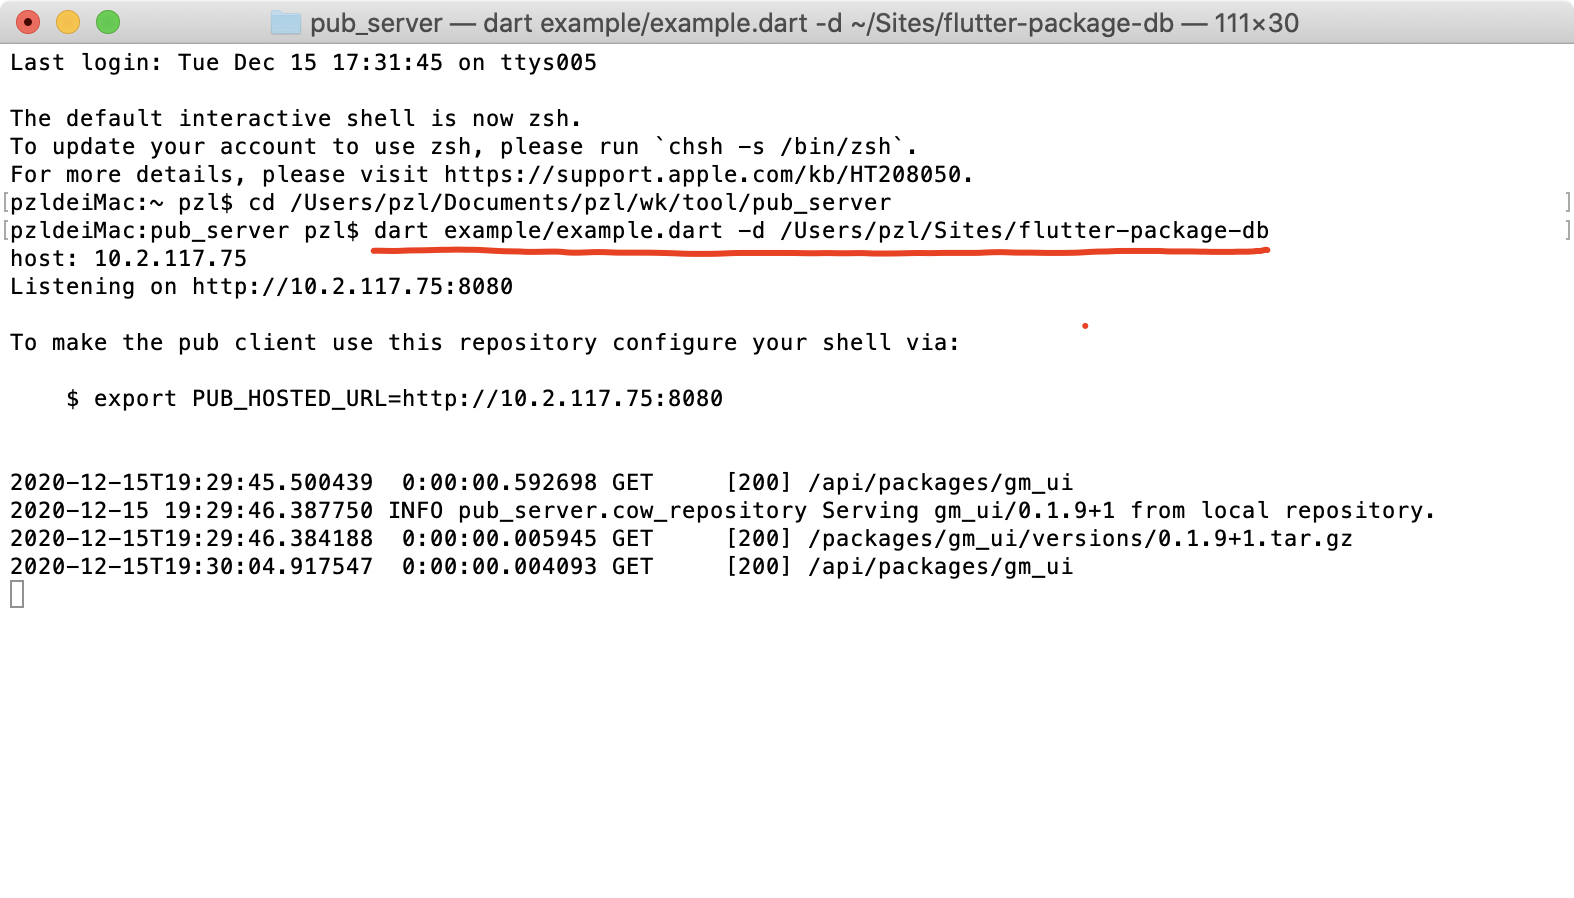 pub_server — dart example/example.dart -d ~/Sites/flutter-package-db — 111×30
Last login: Tue Dec 15 17:31:45 on ttys005
The default interactive shell is now zsh.
To update your account to use zsh, please run `chsh -s /bin/zsh`.
For more details, please visit https://support.apple.com/kb/HT208050.
[pzldeiMac:~ pzl$ cd /Users/pzl/Documents/pzl/wk/tool/pub_server ]
[pzldeiMac:pub_server pzl$ dart example/example.dart -d /Users/pzl/Sites/flutter-package-db ]
host: 10.2.117.75
Listening on http://10.2.117.75:8080
To make the pub client use this repository configure your shell via:
$ export PUB_HOSTED_URL=http://10.2.117.75:8080
2020-12-15T19:29:45.500439  0:00:00.592698 GET     [200] /api/packages/gm_ui
2020-12-15 19:29:46.387750 INFO pub_server.cow_repository Serving gm_ui/0.1.9+1 from local repository.
2020-12-15T19:29:46.384188  0:00:00.005945 GET     [200] /packages/gm_ui/versions/0.1.9+1.tar.gz
2020-12-15T19:30:04.917547  0:00:00.004093 GET     [200] /api/packages/gm_ui